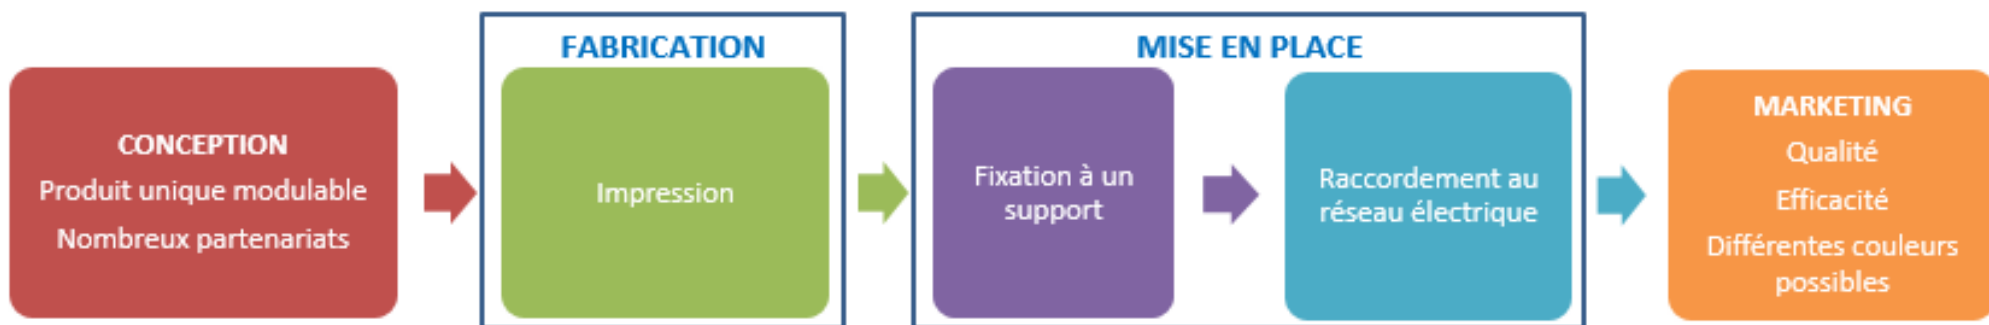 FABRICATION
MISE EN PLACE
CONCEPTION
Produit unique modulable
Nombreux partenariats
Impression
Fixation à un
support
Raccordement au
réseau électrique
MARKETING
Qualité
Efficacité
Différentes couleurs
possibles